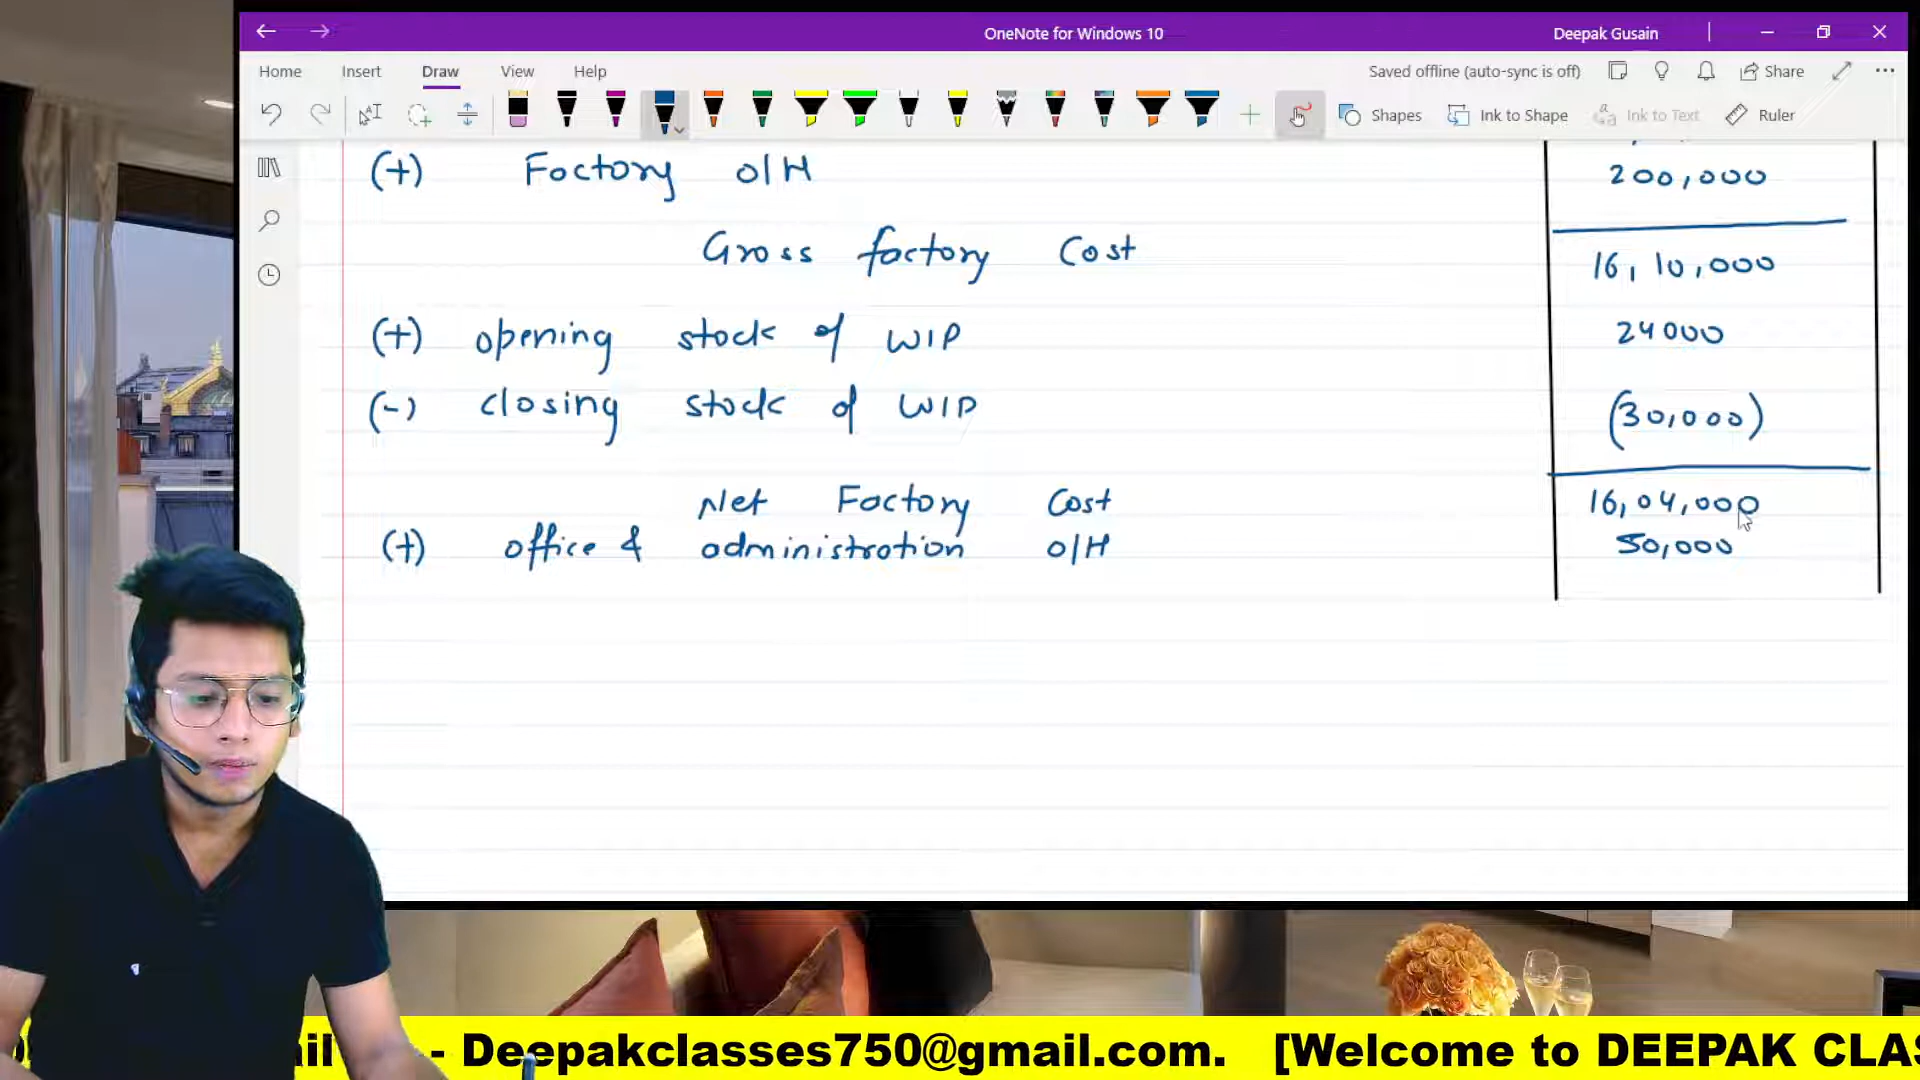 OneNote for Windows 10
Deepak Gusain
Home Insert Draw View Help
Saved offline (auto-sync is off)
Share
Shapes
Ink to Shape
Ink to Text
Ruler
(+) Factory O/H 200,000
Gross factory Cost 16,10,000
(+) opening stock of WIP 24000
(-) closing stock of WIP (30,000)
Net Factory Cost 16,04,000
(+) office & administration O/H 50,000
- Deepakclasses750@gmail.com. [Welcome to DEEPAK CLAS